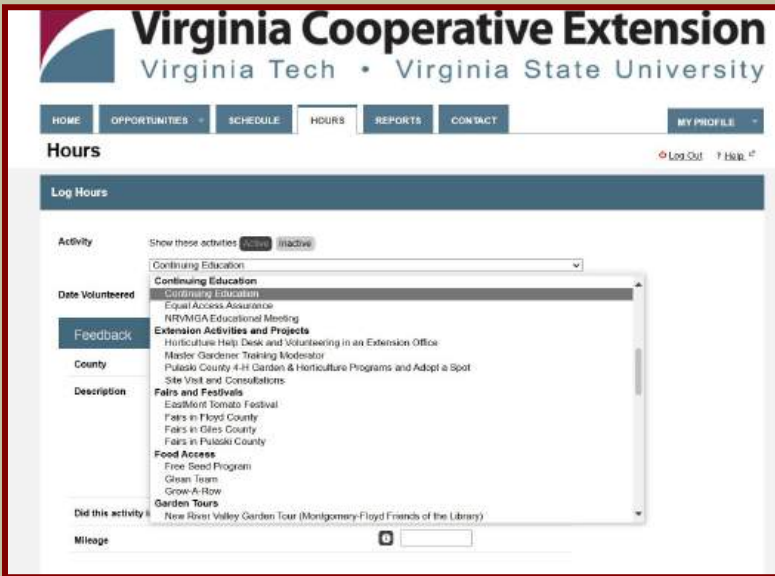 Virginia Cooperative Extension
Virginia Tech • Virginia State University
HOME OPPORTUNITIES SCHEDULE HOURS REPORTS CONTACT MY PROFILE
Hours
Log Out ? Help
Log Hours
Activity Show these activities Active Inactive
Continuing Education
Continuing Education
Date Volunteered Continuing Education
Equal Access Assurance
NRVMGA Educational Meeting
Feedback Extension Activities and Projects
Horticulture Help Desk and Volunteering in an Extension Office
Master Gardener Training Moderator
County Pulaski County 4-H Garden & Horticulture Programs and Adopt a Spot
Site Visit and Consultations
Description Fairs and Festivals
EastMont Tomato Festival
Fairs in Floyd County
Fairs in Giles County
Fairs in Pulaski County
Food Access
Free Seed Program
Glean Team
Grow-A-Row
Garden Tours
Did this activity New River Valley Garden Tour (Montgomery-Floyd Friends of the Library)
Mileage